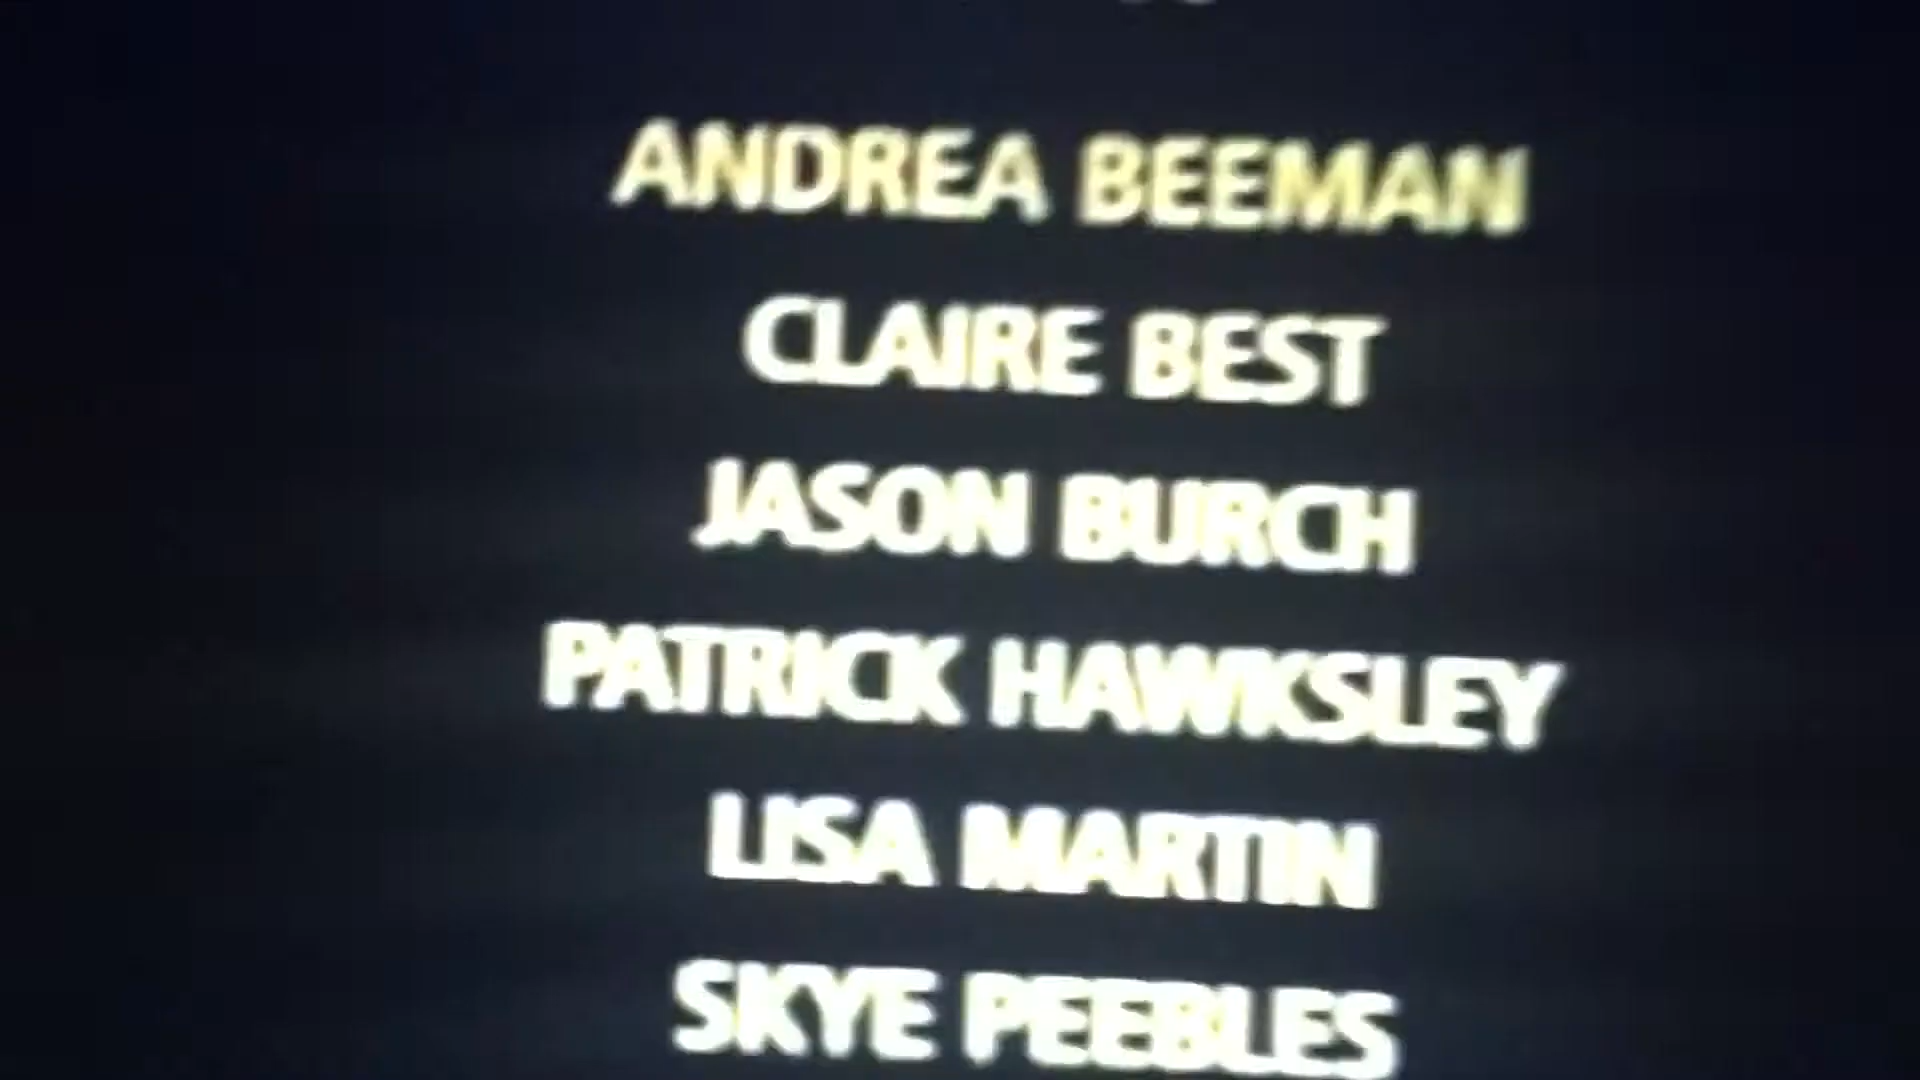 ANDREA BEEMAN
CLAIRE BEST
JASON BURCH
PATRICK HAWKSLEY
LISA MARTIN
SKYE PEEBLES